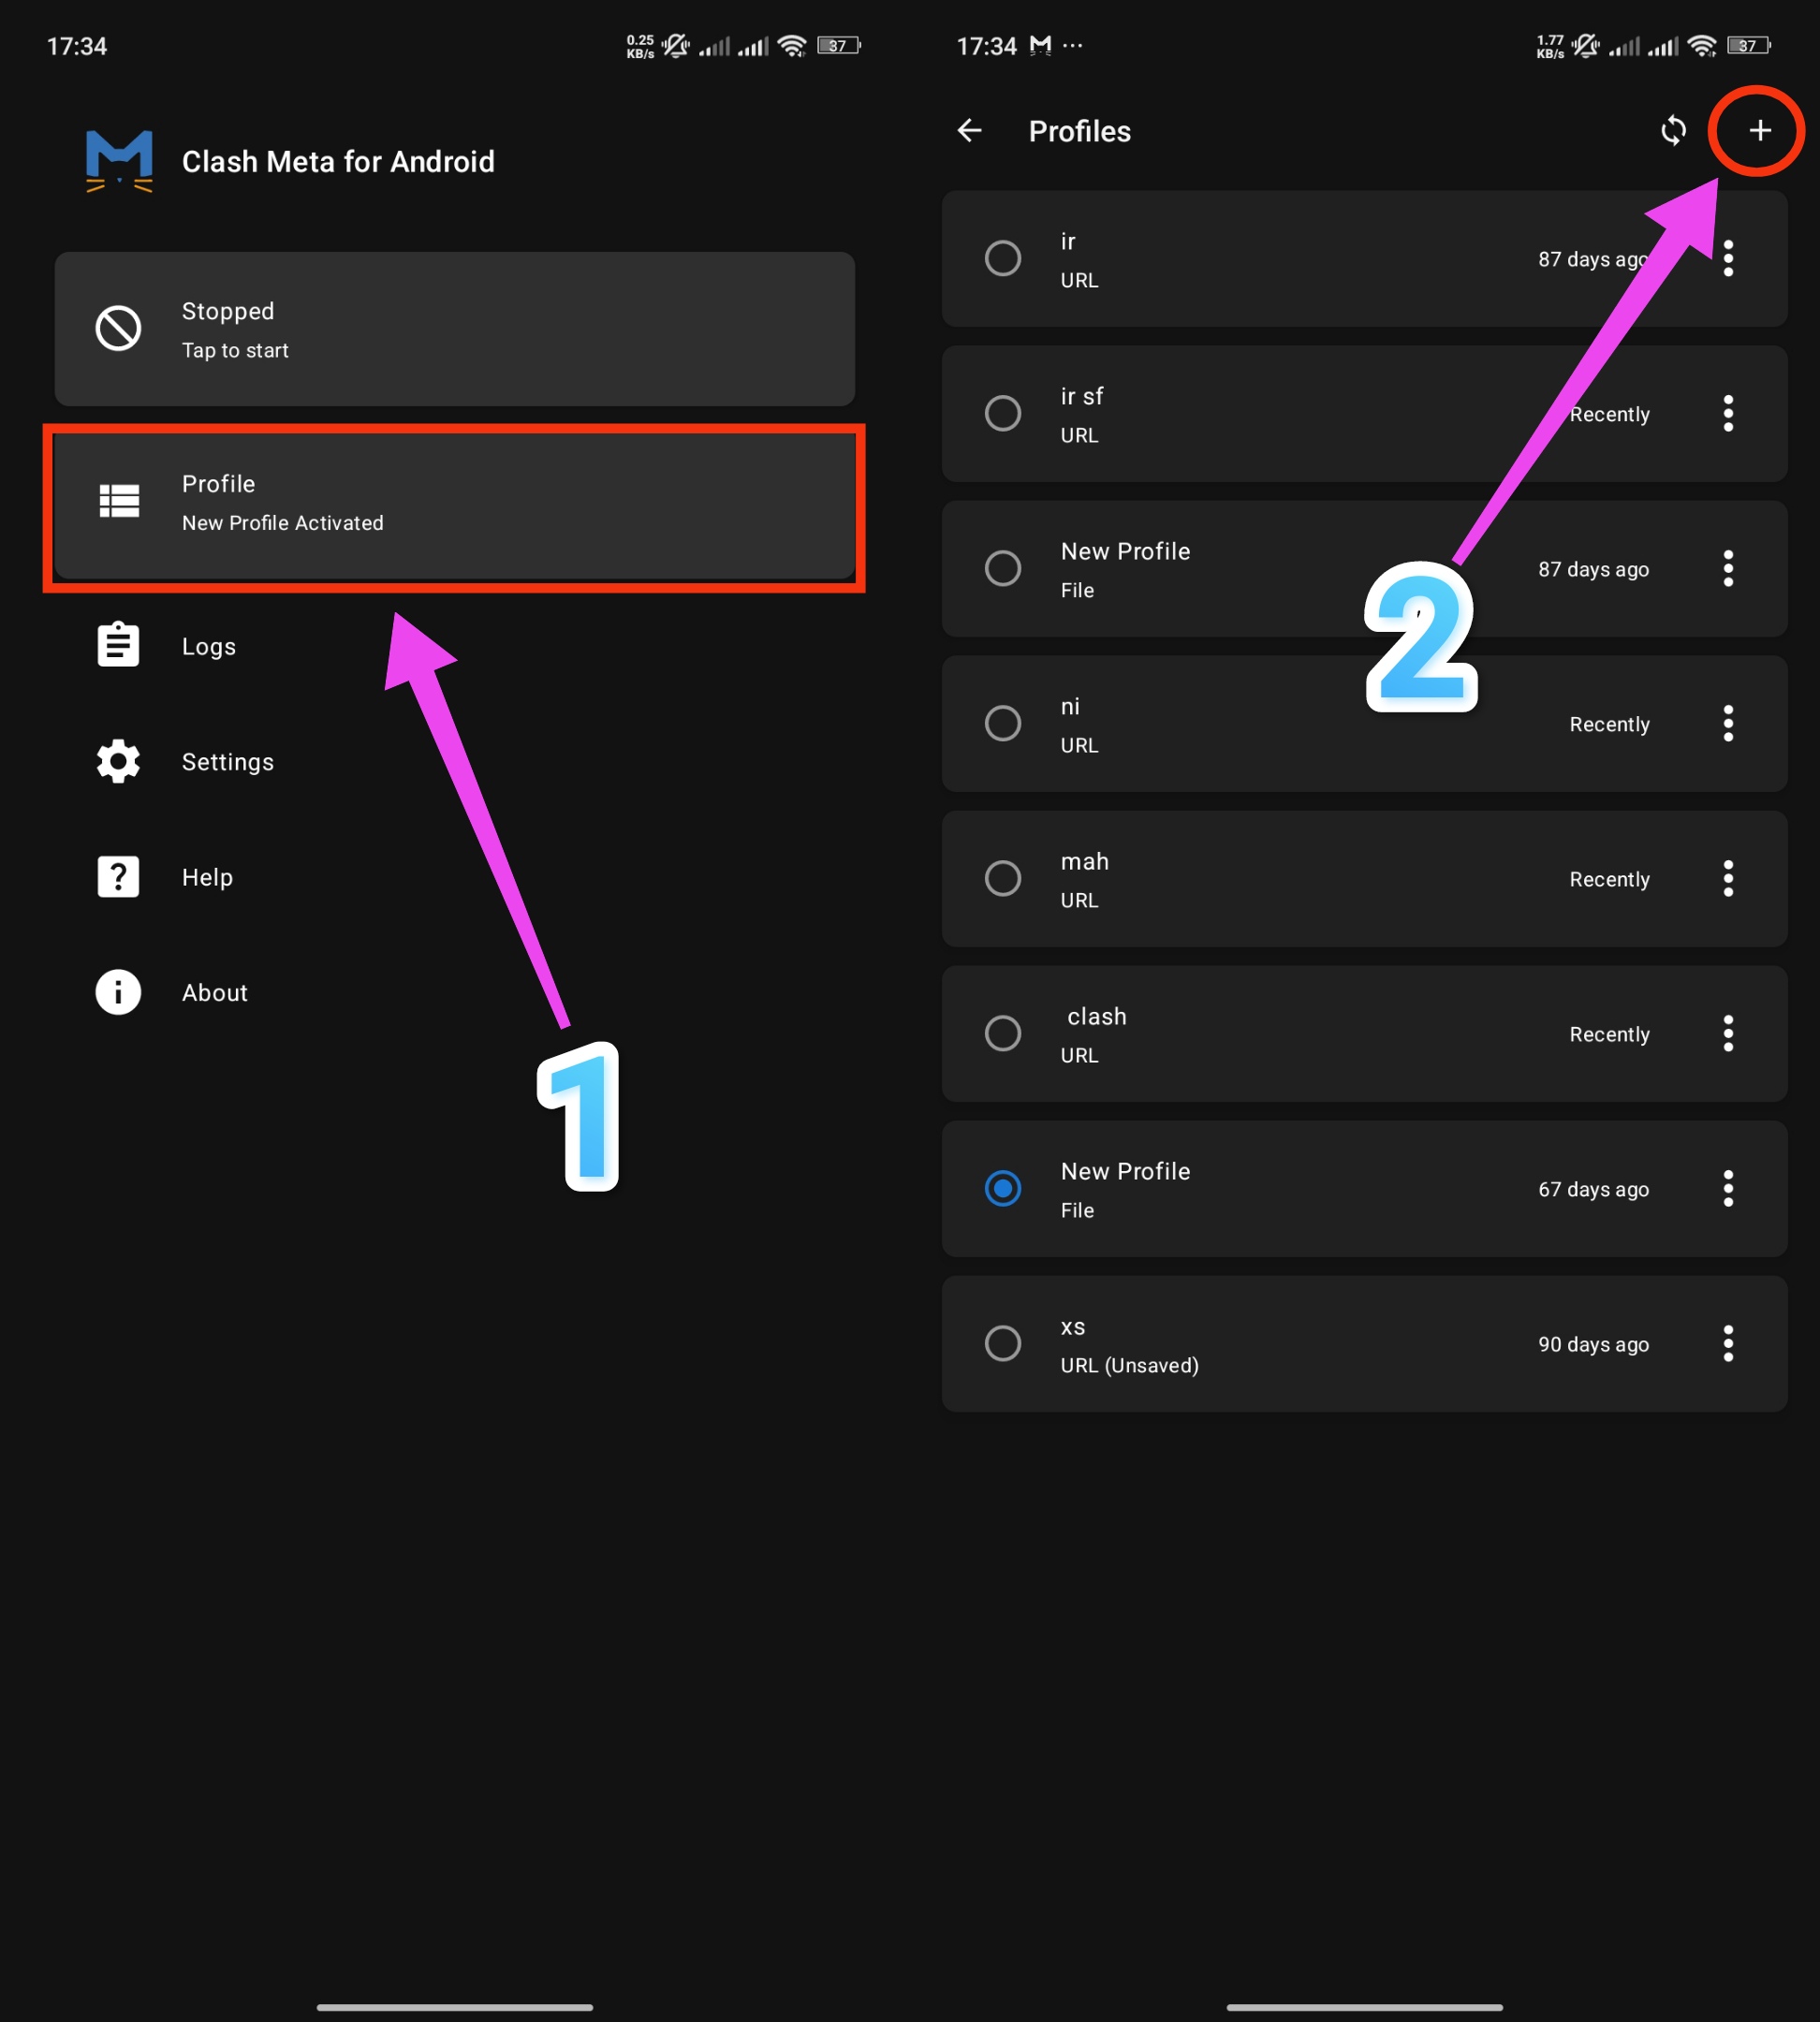 17:34
0.25
KB/s
37
Clash Meta for Android
Stopped
Tap to start
Profile
New Profile Activated
Logs
Settings
Help
About
1
17:34 ...
1.77
KB/s
37
Profiles
ir
URL
87 days ago
ir sf
URL
Recently
New Profile
File
87 days ago
2
ni
URL
Recently
mah
URL
Recently
clash
URL
Recently
New Profile
File
67 days ago
xs
URL (Unsaved)
90 days ago